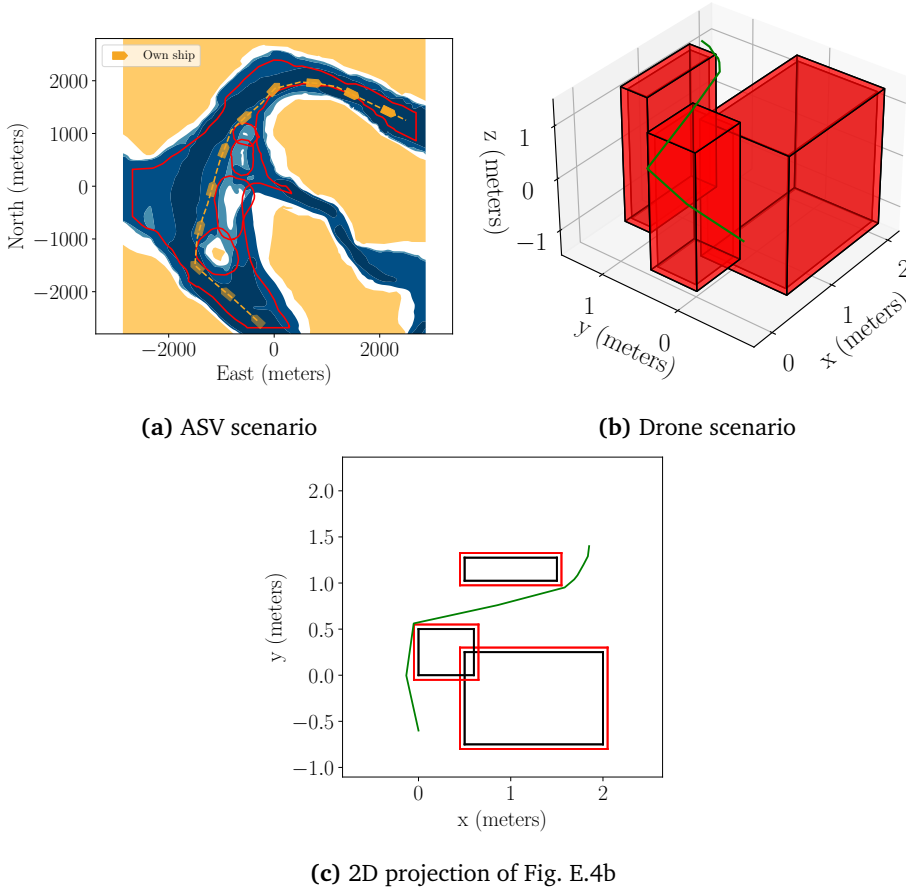 Own ship
2000
1000
0
−1000
−2000
North (meters)
−2000
0
2000
East (meters)
z (meters)
1
0
−1
1
0
y (meters)
0
1
2
x (meters)
(a) ASV scenario
(b) Drone scenario
2.0
1.5
1.0
0.5
0.0
−0.5
−1.0
y (meters)
0
1
2
x (meters)
(c) 2D projection of Fig. E.4b